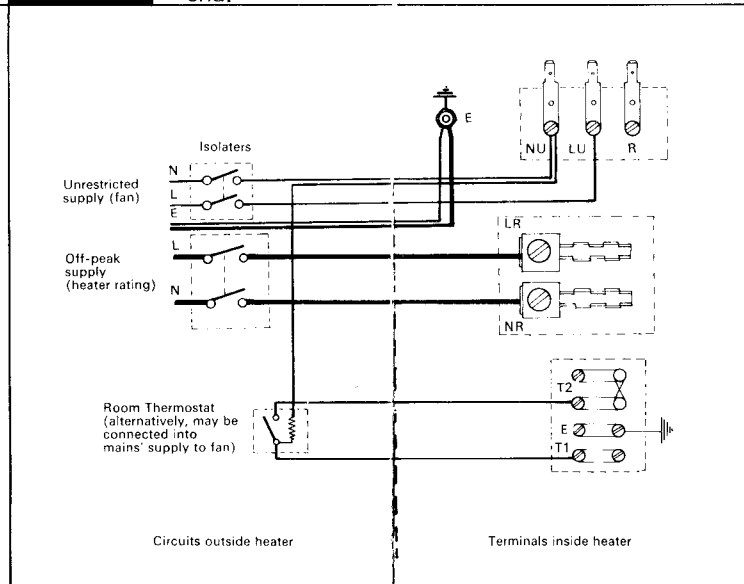 E
Isolaters
NU LU R
N
Unrestricted
supply (fan)
L
E
LR
L
Off-peak
supply
(heater rating)
N
NR
T2
Room Thermostat
(alternatively, may be
connected into
mains' supply to fan)
E
T1
Circuits outside heater
Terminals inside heater